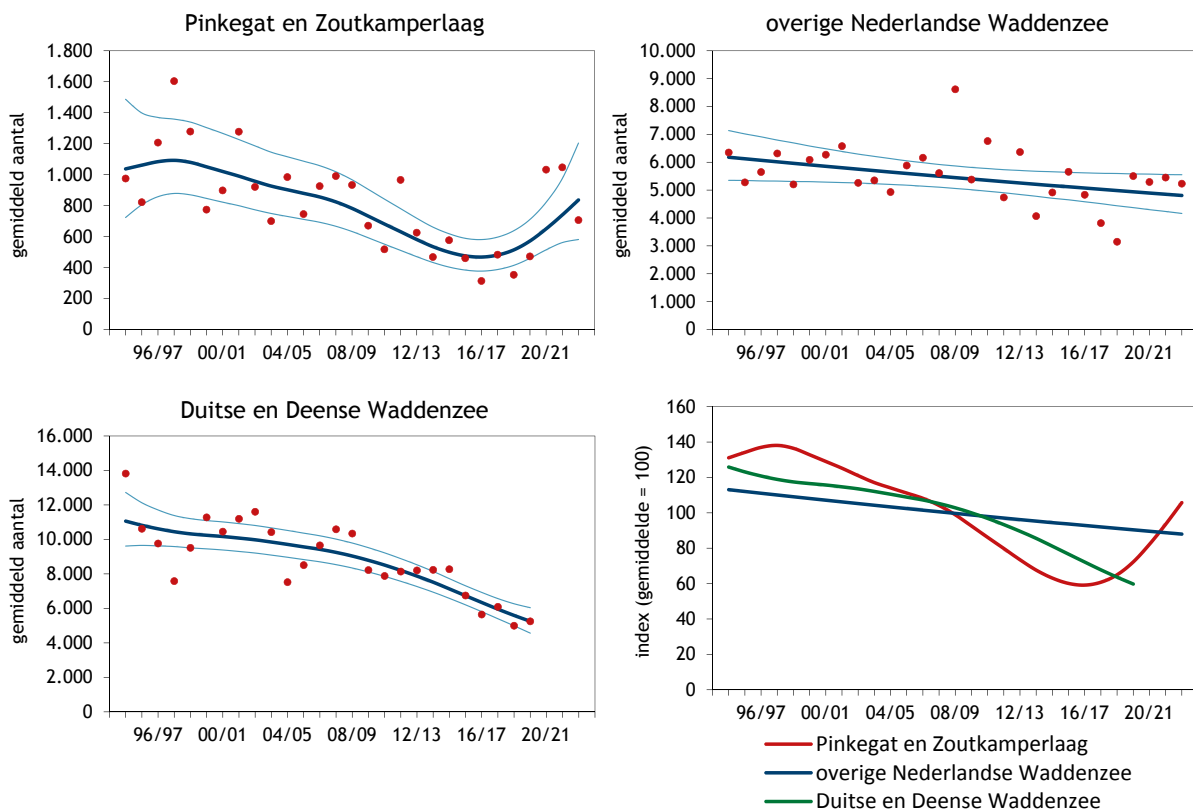 Pinkegat en Zoutkamperlaag
gemiddeld aantal
1.800
1.600
1.400
1.200
1.000
800
600
400
200
0
96/97 00/01 04/05 08/09 12/13 16/17 20/21
overige Nederlandse Waddenzee
gemiddeld aantal
10.000
9.000
8.000
7.000
6.000
5.000
4.000
3.000
2.000
1.000
0
96/97 00/01 04/05 08/09 12/13 16/17 20/21
Duitse en Deense Waddenzee
gemiddeld aantal
16.000
14.000
12.000
10.000
8.000
6.000
4.000
2.000
0
96/97 00/01 04/05 08/09 12/13 16/17 20/21
index (gemiddelde = 100)
160
140
120
100
80
60
40
20
0
96/97 00/01 04/05 08/09 12/13 16/17 20/21
Pinkegat en Zoutkamperlaag
overige Nederlandse Waddenzee
Duitse en Deense Waddenzee